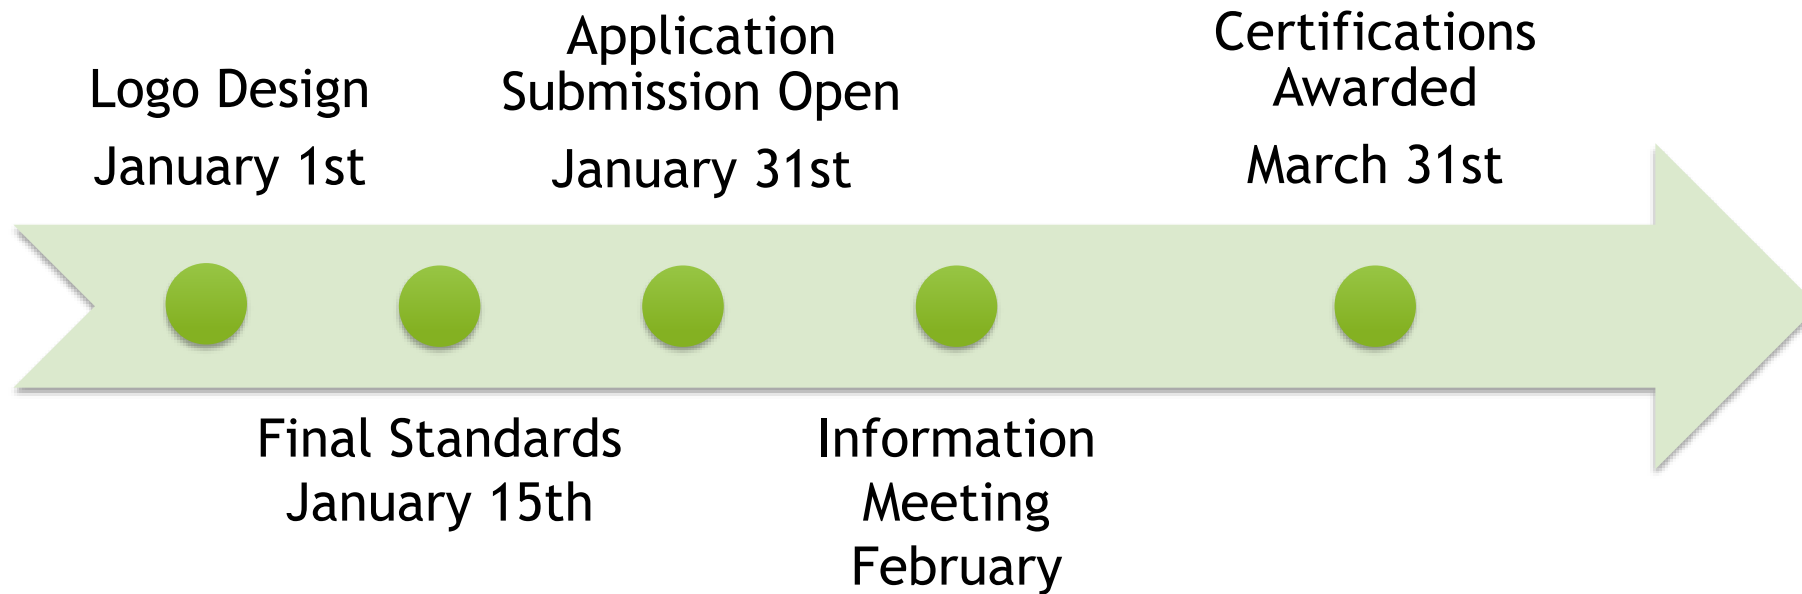 Logo Design
January 1st
Final Standards
January 15th
Application
Submission Open
January 31st
Information
Meeting
February
Certifications
Awarded
March 31st